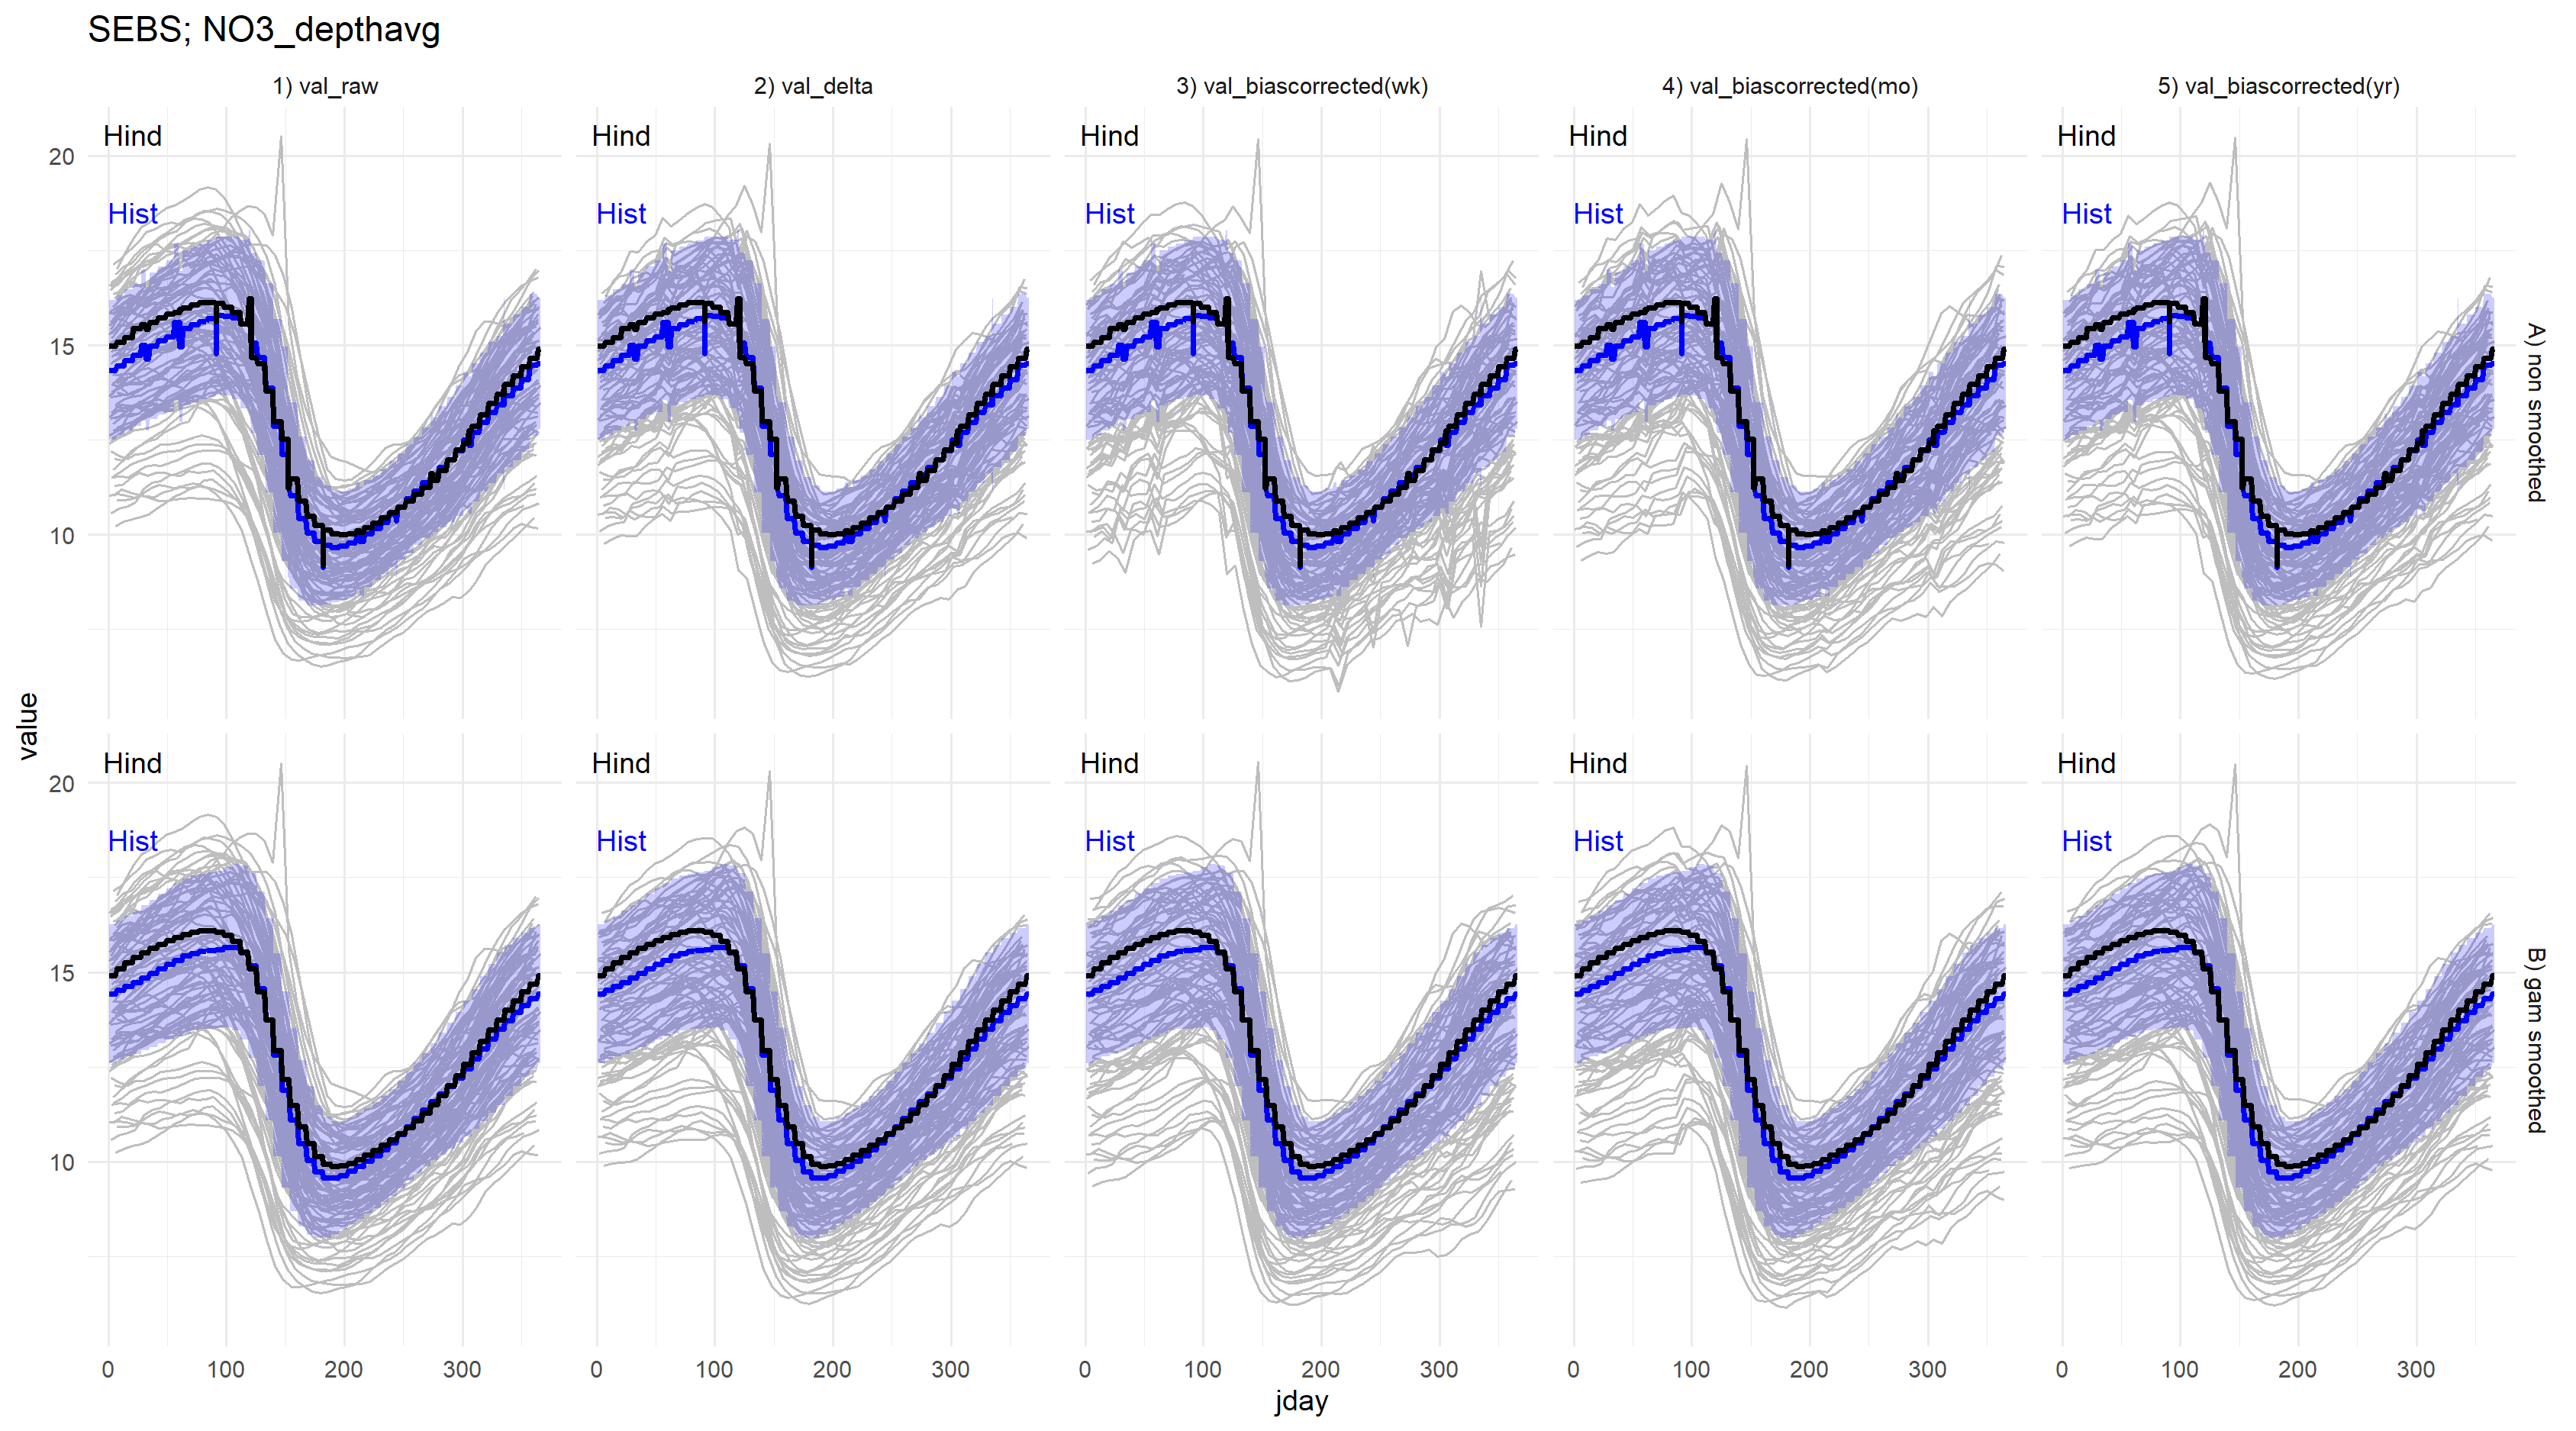 SEBS; NO3_depthavg
1) val_raw
2) val_delta
3) val_biascorrected(wk)
4) val_biascorrected(mo)
5) val_biascorrected(yr)
Hind
Hind
Hind
Hind
Hind
20
Hist
Hist
Hist
Hist
Hist
15
10
A) non smoothed
value
Hind
Hind
Hind
Hind
Hind
20
Hist
Hist
Hist
Hist
Hist
15
10
B) gam smoothed
0 100 200 300
0 100 200 300
0 100 200 300
0 100 200 300
0 100 200 300
jday